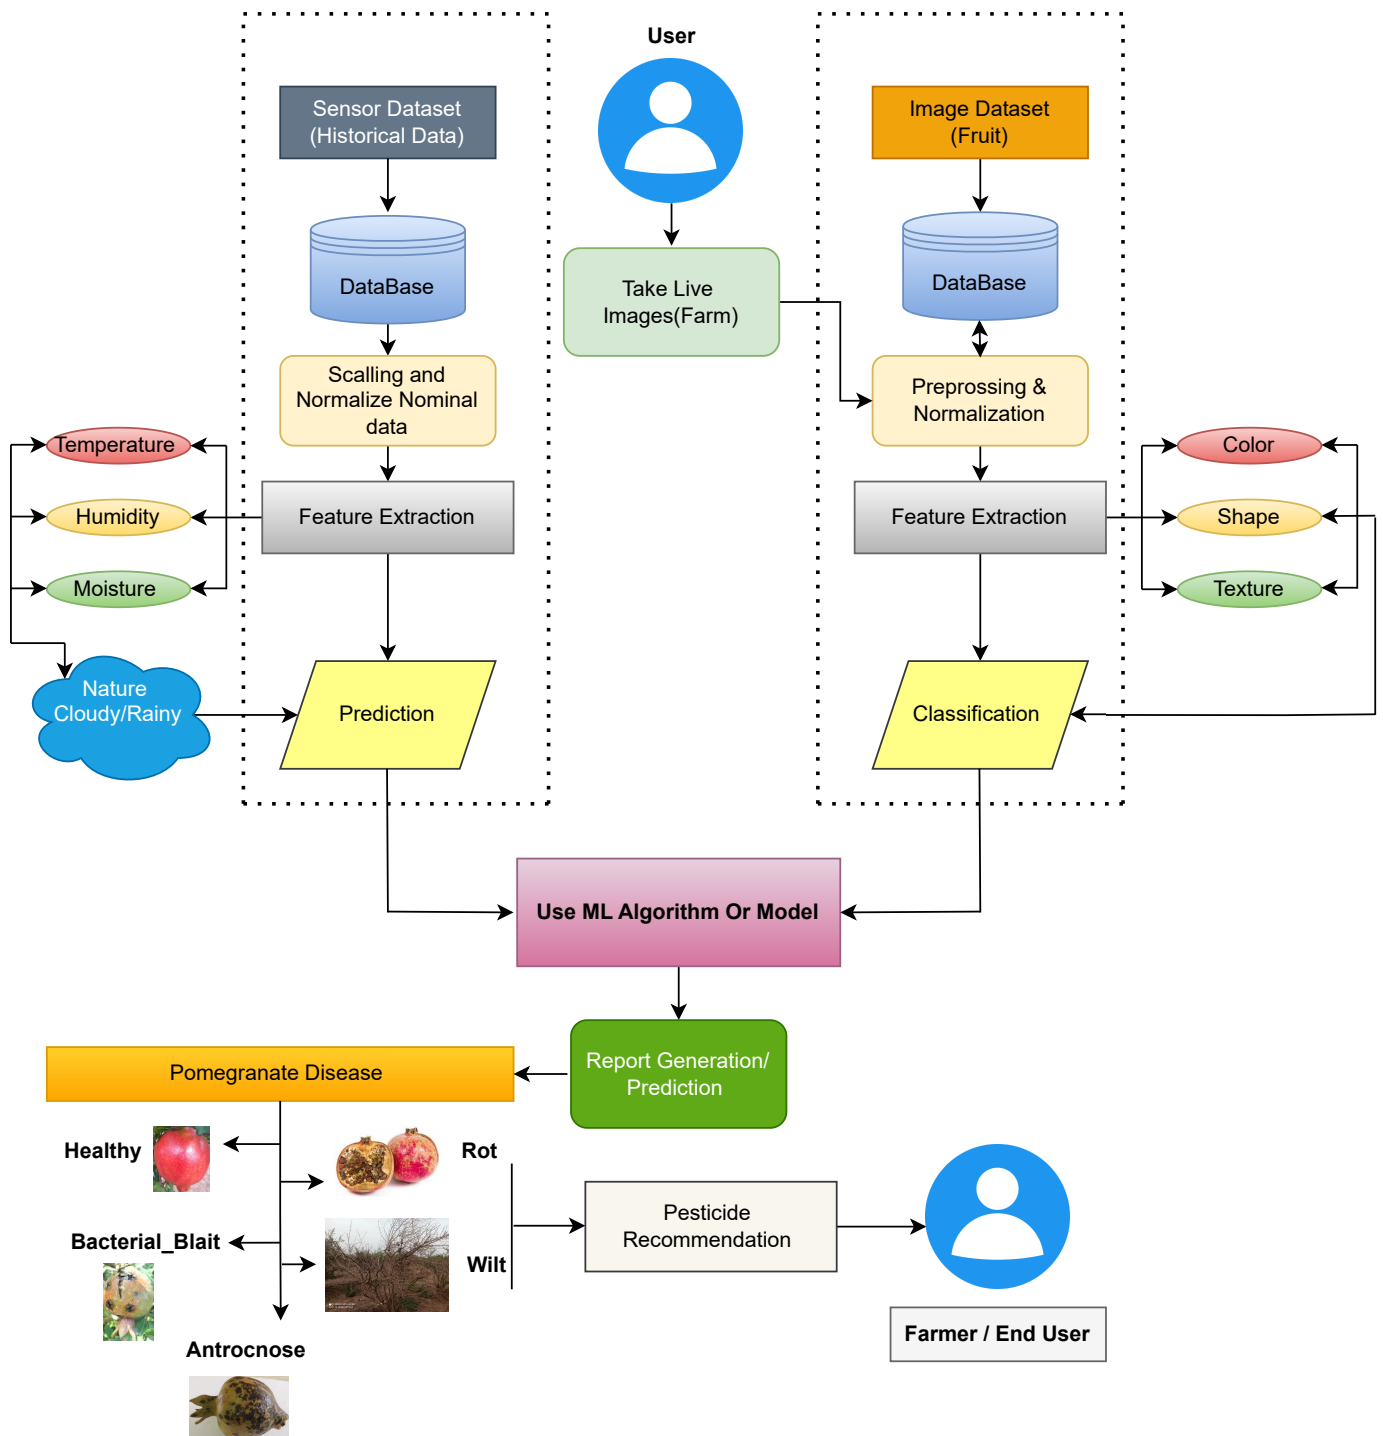 User
Sensor Dataset
(Historical Data)
Image Dataset
(Fruit)
DataBase
Take Live
Images(Farm)
DataBase
Scalling and
Normalize Nominal
data
Preprossing &
Normalization
Temperature
Humidity
Moisture
Feature Extraction
Feature Extraction
Color
Shape
Texture
Nature
Cloudy/Rainy
Prediction
Classification
Use ML Algorithm Or Model
Report Generation/
Prediction
Pomegranate Disease
Healthy
Rot
Bacterial_Blait
Wilt
Antrocnose
Pesticide
Recommendation
Farmer / End User